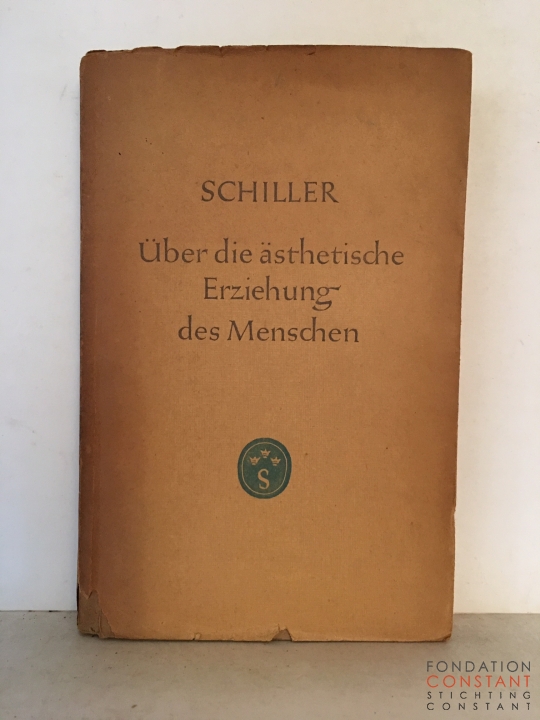 SCHILLER
Über die ästhetische
Erziehung
des Menschen
S
FONDATION
CONSTANT
STICHTING
CONSTANT